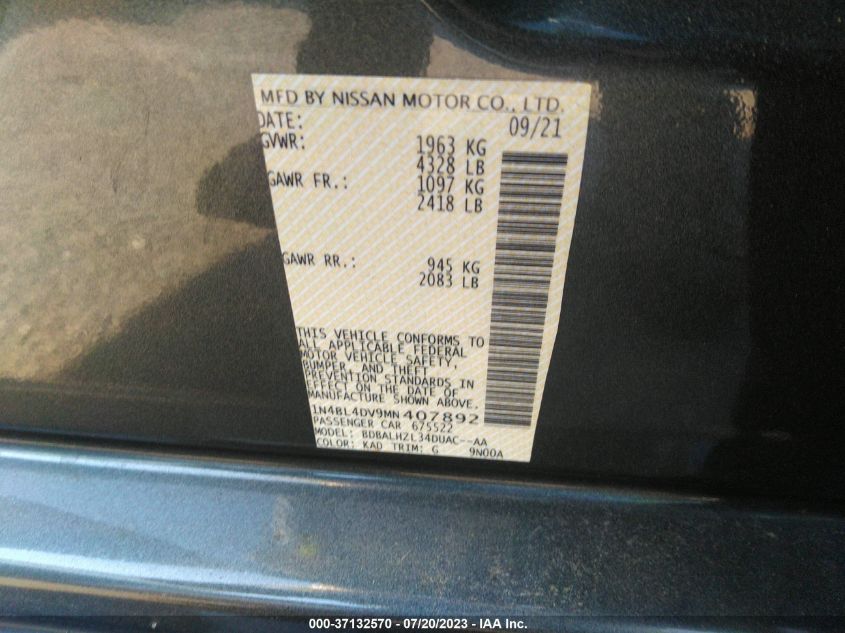 MFD BY NISSAN MOTOR CO., LTD.
DATE: 09/21
GVWR: 1963 KG
4328 LB
GAWR FR.: 1097 KG
2418 LB
GAWR RR.: 945 KG
2083 LB
THIS VEHICLE CONFORMS TO
ALL APPLICABLE FEDERAL
MOTOR VEHICLE SAFETY,
BUMPER, AND THEFT
PREVENTION STANDARDS IN
EFFECT ON THE DATE OF
MANUFACTURE SHOWN ABOVE.
1N4BL4DV9MN407892
PASSENGER CAR 675522
MODEL: BDBALHZL34DUAC--AA
COLOR: KAD TRIM: G 9N00A
000-37132570 - 07/20/2023 - IAA Inc.